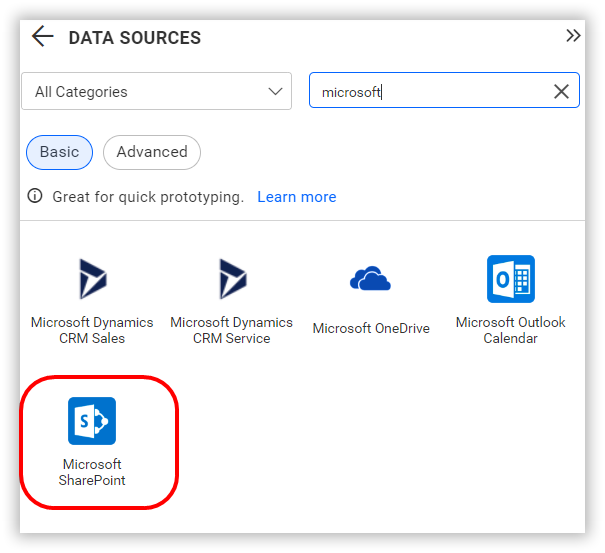 DATA SOURCES
All Categories
microsoft
Basic
Advanced
Great for quick prototyping. Learn more
Microsoft Dynamics
CRM Sales
Microsoft Dynamics
CRM Service
Microsoft OneDrive
Microsoft Outlook
Calendar
Microsoft
SharePoint